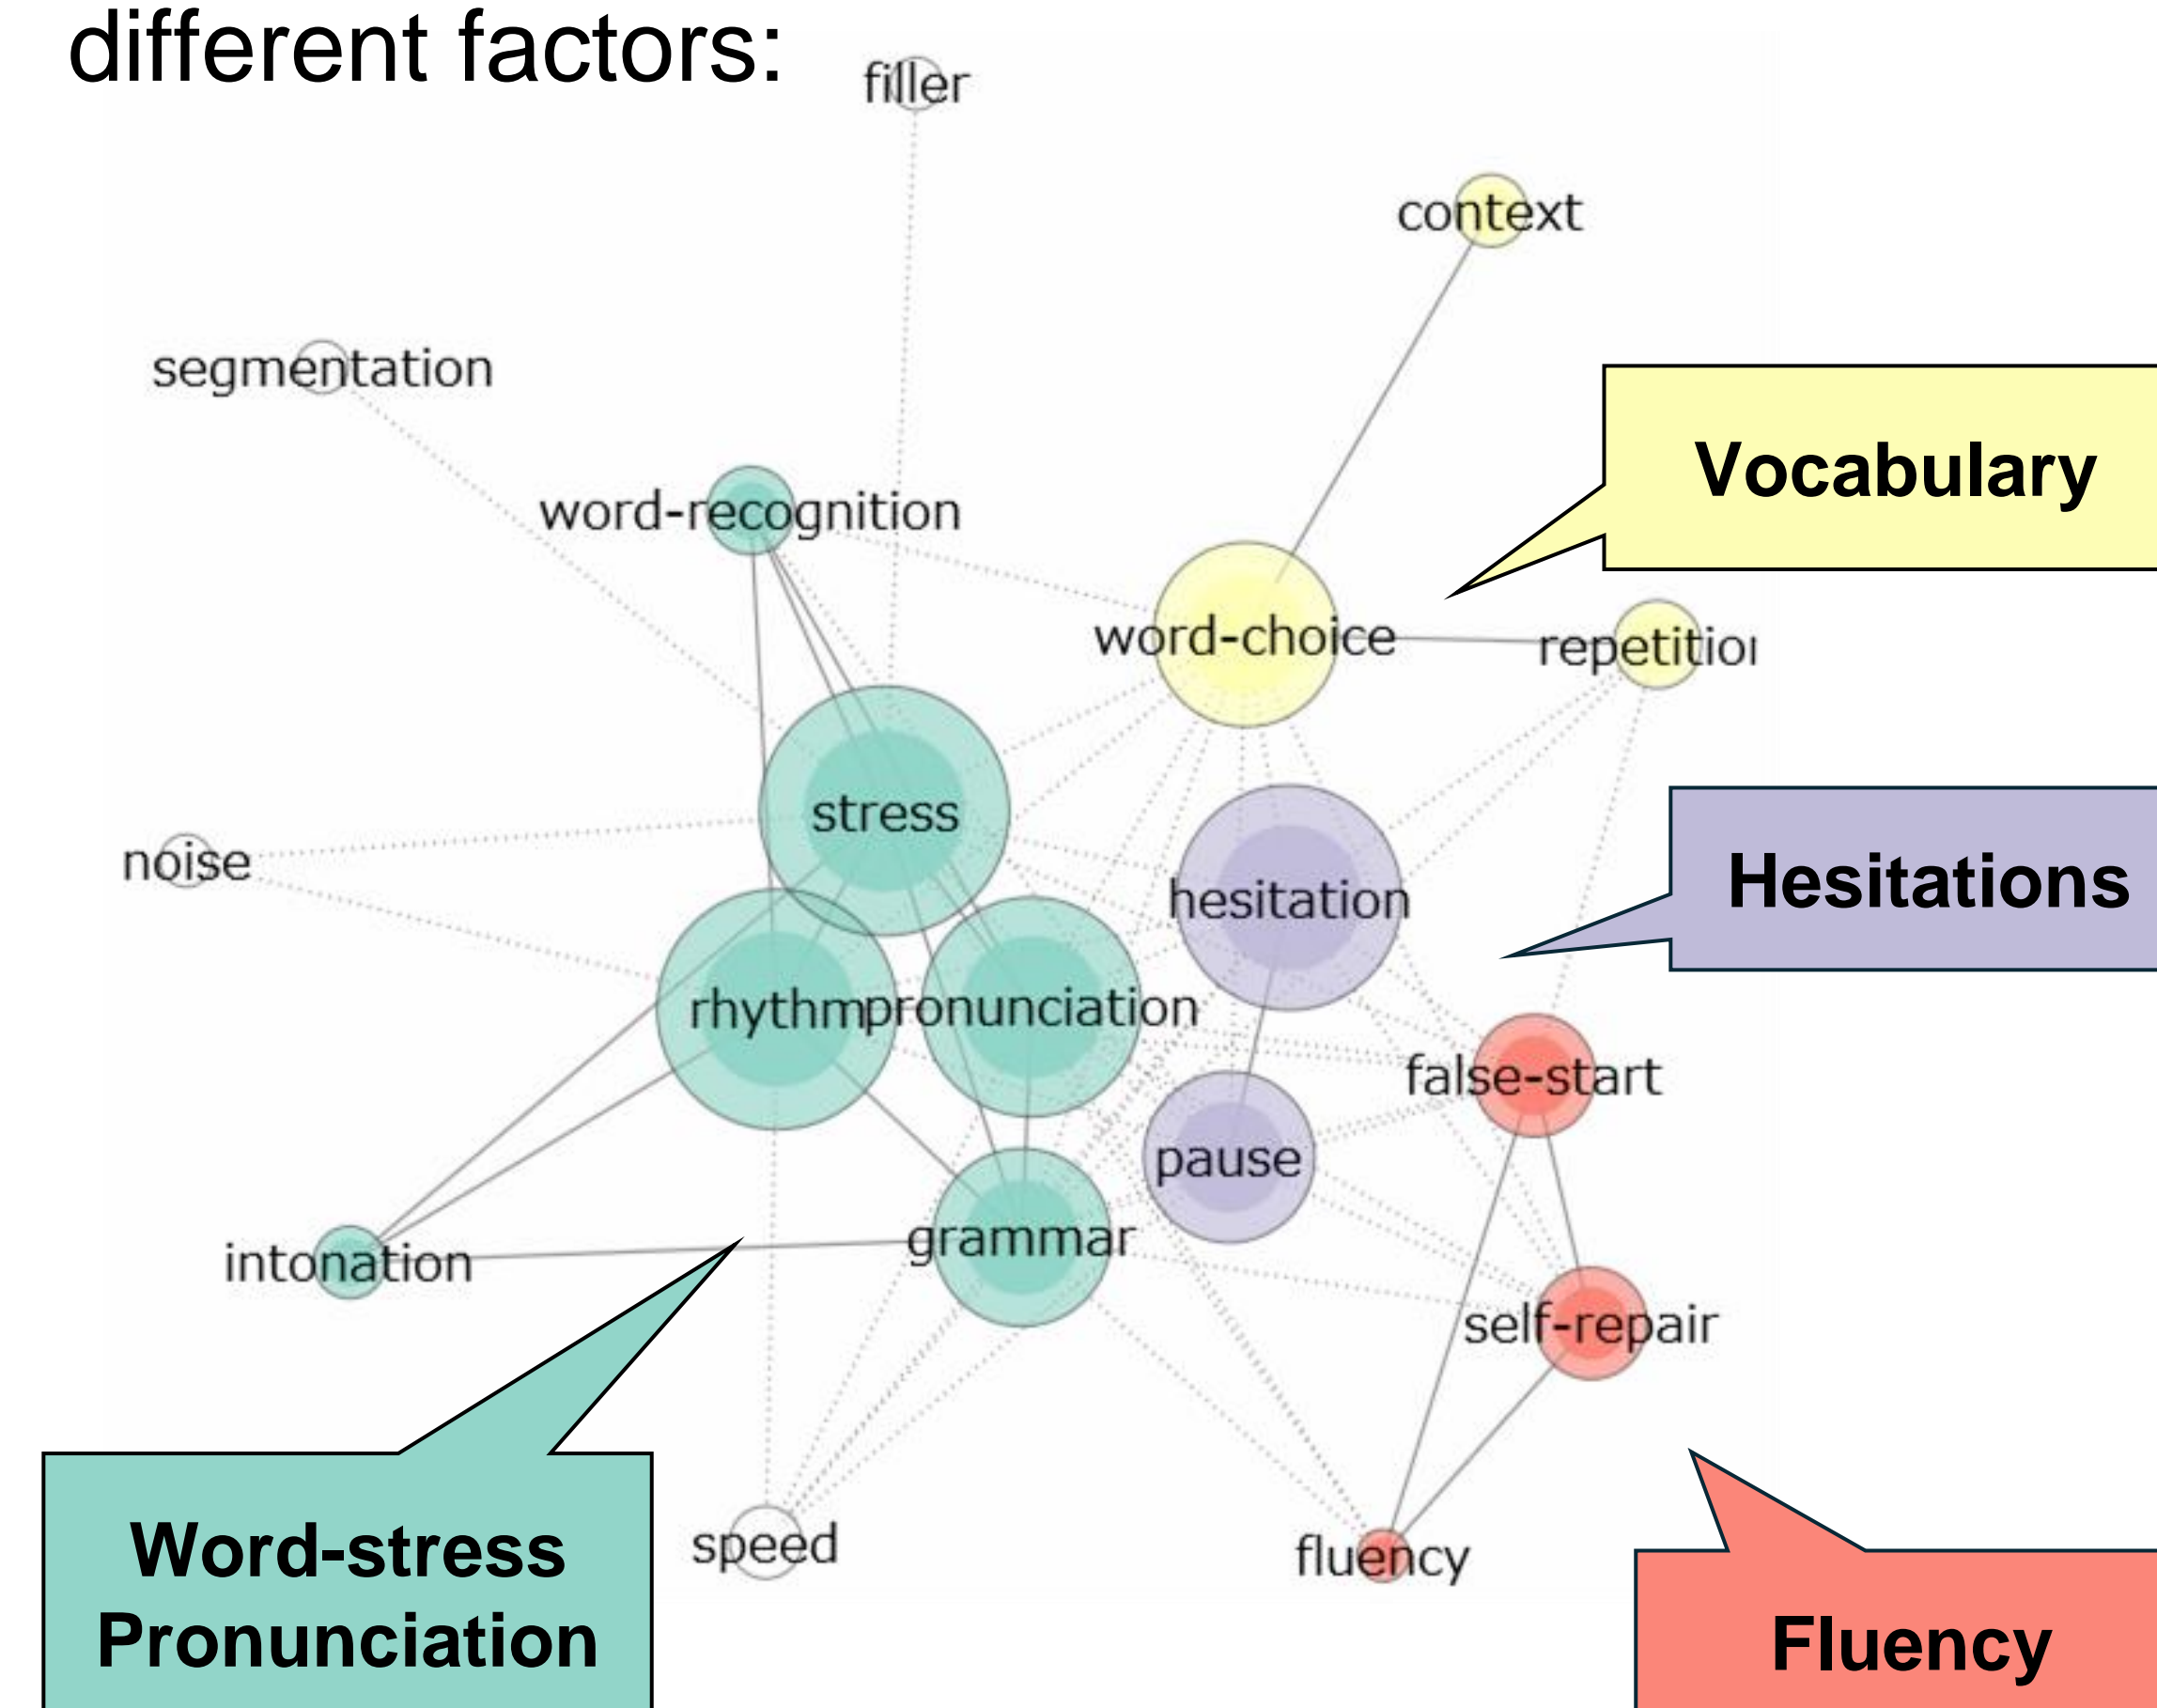 different factors:
filler
context
segmentation
Vocabulary
word-recognition
word-choice
repetitio
stress
noise
hesitation
Hesitations
rhythm
pronunciation
false-start
pause
grammar
intonation
self-repair
speed
fluency
Word-stress
Pronunciation
Fluency